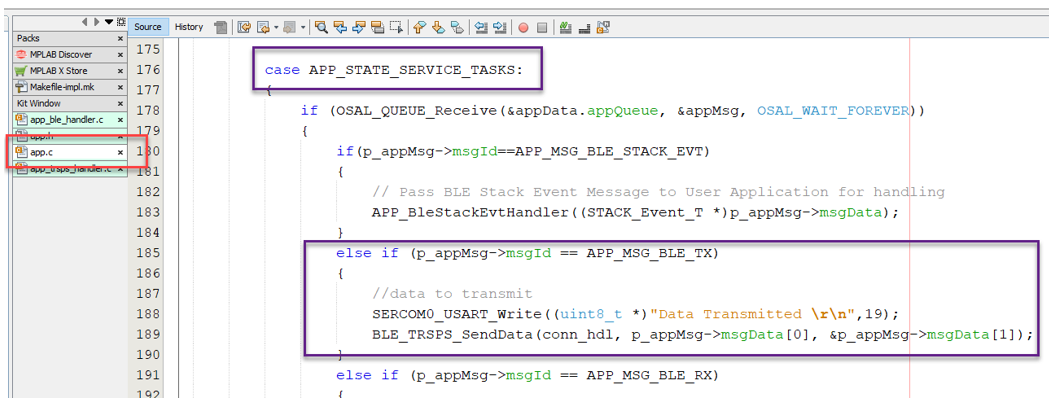 Source History
Packs ×
MPLAB Discover ×
MPLAB X Store ×
Makefile-impl.mk ×
Kit Window ×
app_ble_handler.c ×
app.h ×
app.c ×
app_trsps_handler.c ×
175
176 case APP_STATE_SERVICE_TASKS:
177 {
178 if (OSAL_QUEUE_Receive(&appData.appQueue, &appMsg, OSAL_WAIT_FOREVER))
179 {
180 if(p_appMsg->msgId==APP_MSG_BLE_STACK_EVT)
181 {
182 // Pass BLE Stack Event Message to User Application for handling
183 APP_BleStackEvtHandler((STACK_Event_T *)p_appMsg->msgData);
184 }
185 else if (p_appMsg->msgId == APP_MSG_BLE_TX)
186 {
187 //data to transmit
188 SERCOM0_USART_Write((uint8_t *)"Data Transmitted \r\n",19);
189 BLE_TRSPS_SendData(conn_hdl, p_appMsg->msgData[0], &p_appMsg->msgData[1]);
190 }
191 else if (p_appMsg->msgId == APP_MSG_BLE_RX)
192 {